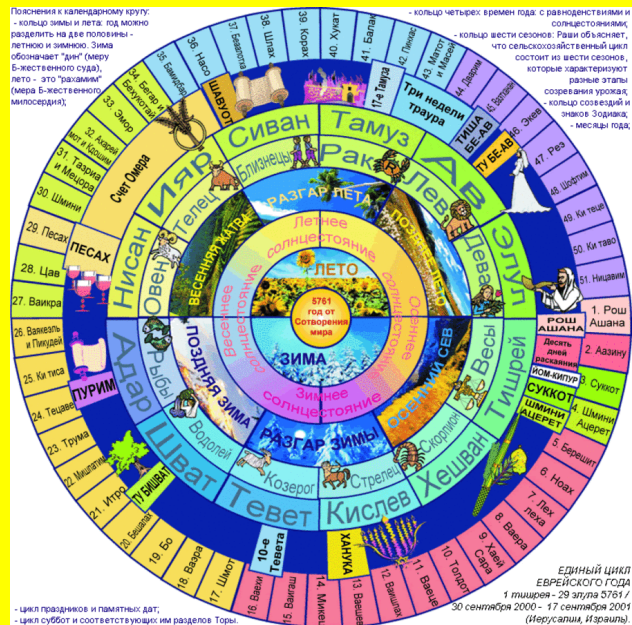 Пояснения к календарному кругу:
- кольцо зимы и лета: год можно
разделить на две половины -
летнюю и зимнюю. Зима
обозначает "дин" (меру
Б-жественного суда),
лето - это "рахамим"
(мера Б-жественного
милосердия);
- кольцо четырех времен года: с равноденствиями и
солнцестояниями;
- кольцо шести сезонов: Раши объясняет,
что сельскохозяйственный цикл
состоит из шести сезонов,
которые характеризуют
разные этапы
созревания урожая;
- кольцо созвездий и
знаков Зодиака;
- месяцы года;
1. Рош
Ашана
2. Аазину
3. Суккот
4. Шмини
Ацерет
5. Берешит
6. Ноах
7. Лех
леха
8. Ваера
9. Хаей
Сара
10. Толдот
11. Ваеце
12. Ваишлах
13. Ваешев
14. Микец
15. Ваигаш
16. Ваехи
17. Шмот
18. Ваэра
19. Бо
20. Бешалах
21. Итро
22. Мишпатим
23. Трума
24. Тецаве
25. Ки тиса
26. Ваякъэль
и Пикудей
27. Ваикра
28. Цав
29. Песах
30. Шмини
31. Тазриа
и Мецора
32. Ахарей
мот и Кдошим
33. Эмор
34. Бегар и
Бехукотай
35. Бамидбар
36. Насо
37. Беаалотха
38. Шлах
39. Корах
40. Хукат
41. Балак
42. Пинхас
43. Матот
и Масей
44. Дварим
45. Ваэтханан
46. Экев
47. Реэ
48. Шофтим
49. Ки теце
50. Ки таво
51. Ницавим
РОШ
АШАНА
Десять
дней
раскаяния
ЙОМ-КИПУР
СУККОТ
ШМИНИ
АЦЕРЕТ
ХАНУКА
10-е
Тевета
ТУ БИШВАТ
ПУРИМ
ПЕСАХ
Счет Омера
ШАВУОТ
17-е Тамуза
Три недели
траура
ТИША
БЕ-АВ
ТУ БЕ-АВ
Нисан
Ияр
Сиван
Тамуз
Ав
Элул
Тишрей
Хешван
Кислев
Тевет
Шват
Адар
Овен
Телец
Близнецы
Рак
Лев
Дева
Весы
Скорпион
Стрелец
Козерог
Водолей
Рыбы
ВЕСЕННЯЯ ЖАТВА
РАЗГАР ЛЕТА
ПОЗДНЕЕ ЛЕТО
ОСЕННИЙ СЕВ
РАЗГАР ЗИМЫ
ПОЗДНЯЯ ЗИМА
Летнее
солнцестояние
Осеннее
солнцестояние
Зимнее
солнцестояние
Весеннее
солнцестояние
ЛЕТО
5761
год от
Сотворения
мира
ЗИМА
- цикл праздников и памятных дат;
- цикл суббот и соответствующих им разделов Торы.
ЕДИНЫЙ ЦИКЛ
ЕВРЕЙСКОГО ГОДА
1 тишрея - 29 элула 5761 /
30 сентября 2000 - 17 сентября 2001
(Иерусалим, Израиль).